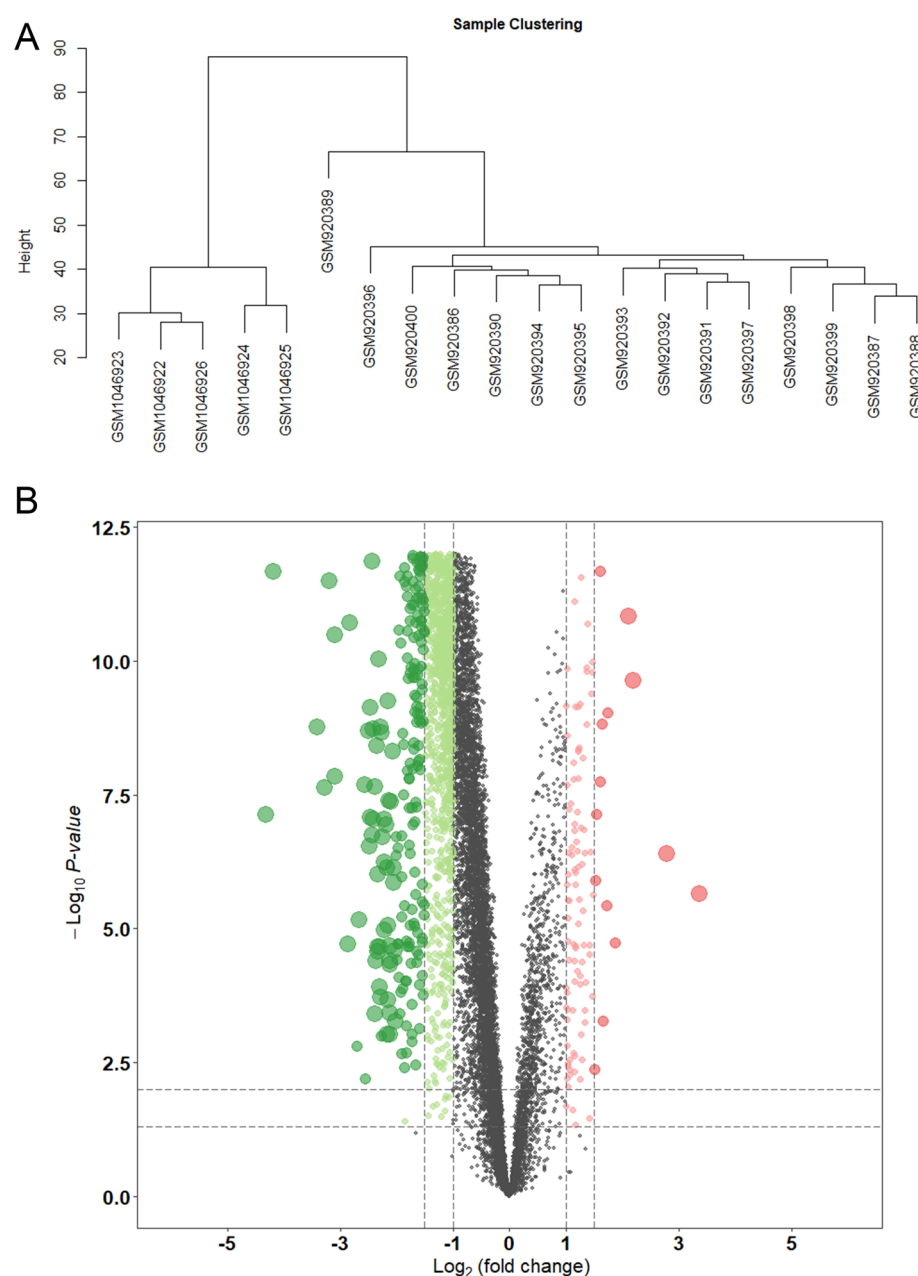 A
Sample Clustering
90
80
70
60
50
40
30
20
Height
GSM1046923
GSM1046922
GSM1046926
GSM1046924
GSM1046925
GSM920389
GSM920396
GSM920400
GSM920386
GSM920390
GSM920394
GSM920395
GSM920393
GSM920392
GSM920391
GSM920397
GSM920398
GSM920399
GSM920387
GSM920388
B
12.5
10.0
7.5
5.0
2.5
0.0
−Log10 P-value
-5 -3 -1 0 1 3 5
Log2 (fold change)